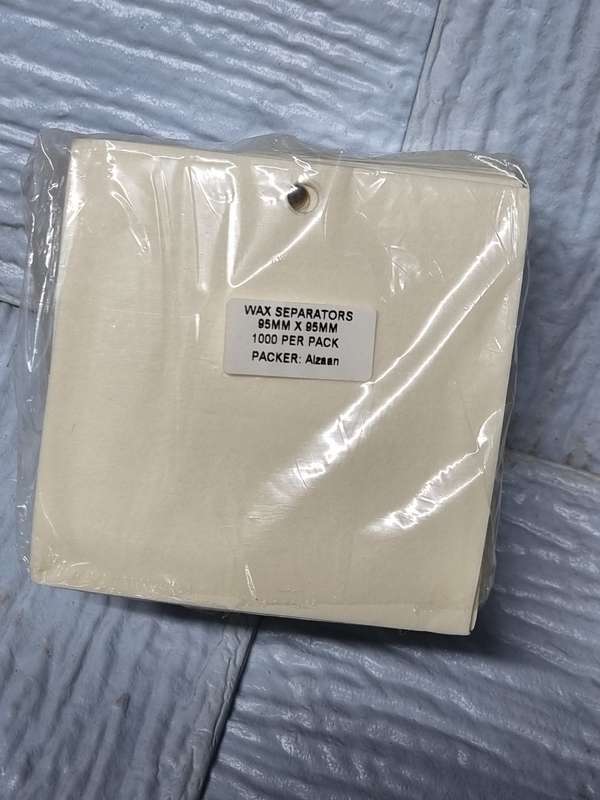 WAX SEPARATORS
95MM X 95MM
1000 PER PACK
PACKER: Alzaan